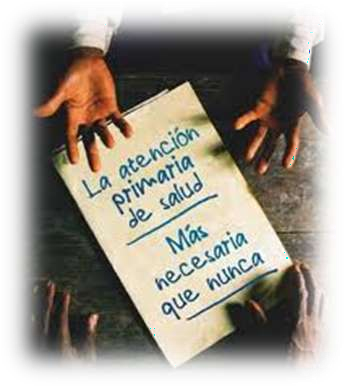 La atención
primaria
de salud
Más
necesaria
que nunca